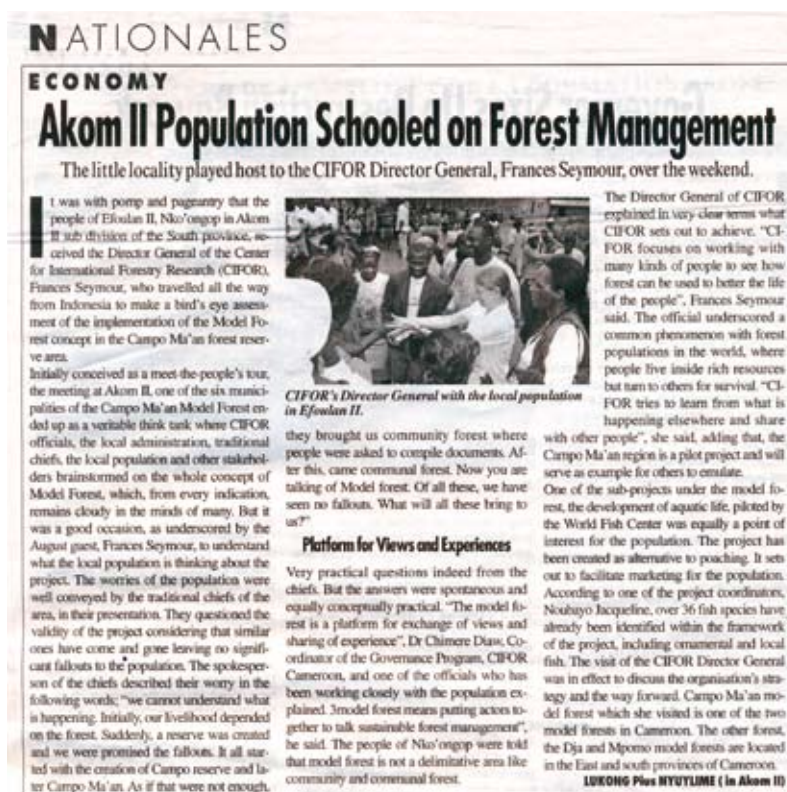 NATIONALES
ECONOMY
Akom II Population Schooled on Forest Management
The little locality played host to the CIFOR Director General, Frances Seymour, over the weekend.
It was with pomp and pageantry that the
people of Efoulan II, Nko'ongop in Akom
II sub division of the South province, re-
ceived the Director General of the Center
for International Forestry Research (CIFOR),
Frances Seymour, who travelled all the way
from Indonesia to make a bird's eye assess-
ment of the implementation of the Model Fo-
rest concept in the Campo Ma'an forest reser-
ve area.
Initially conceived as a meet-the-people's tour,
the meeting at Akom II, one of the six munici-
palities of the Campo Ma'an Model Forest en-
ded up as a veritable think tank where CIFOR
officials, the local administration, traditional
chiefs, the local population and other stakehol-
ders brainstormed on the whole concept of
Model Forest, which, from every indication,
remains cloudy in the minds of many. But it
was a good occasion, as underscored by the
August guest, Frances Seymour, to understand
what the local population is thinking about the
project. The worries of the population were
well conveyed by the traditional chiefs of the
area, in their presentation. They questioned the
validity of the project considering that similar
ones have come and gone leaving no signifi-
cant fallouts to the population. The spokesper-
son of the chiefs described their worry in the
following words; "we cannot understand what
is happening. Initially, our livelihood depended
on the forest. Suddenly, a reserve was created
and we were promised the fallouts. It all star-
ted with the creation of Campo reserve and la-
ter Campo Ma'an. As if that were not enough,
CIFOR's Director General with the local population
in Efoulan II.
they brought us community forest where
people were asked to compile documents. Af-
ter this, came communal forest. Now you are
talking of Model forest. Of all these, we have
seen no fallouts. What will all these bring to
us?"
Platform for Views and Experiences
Very practical questions indeed from the
chiefs. But the answers were spontaneous and
equally conceptually practical. "The model fo-
rest is a platform for exchange of views and
sharing of experience", Dr Chimere Diaw, Co-
ordinator of the Governance Program, CIFOR
Cameroon, and one of the officials who has
been working closely with the population ex-
plained. 3model forest means putting actors to-
gether to talk sustainable forest management",
he said. The people of Nko'ongop were told
that model forest is not a delimitative area like
community and communal forest.
The Director General of CIFOR
explained in very clear terms what
CIFOR sets out to achieve. "CI-
FOR focuses on working with
many kinds of people to see how
forest can be used to better the life
of the people", Frances Seymour
said. The official underscored a
common phenomenon with forest
populations in the world, where
people live inside rich resources
but turn to others for survival. "CI-
FOR tries to learn from what is
happening elsewhere and share
with other people", she said, adding that, the
Campo Ma'an region is a pilot project and will
serve as example for others to emulate.
One of the sub-projects under the model fo-
rest, the development of aquatic life, piloted by
the World Fish Center was equally a point of
interest for the population. The project has
been created as alternative to poaching. It sets
out to facilitate marketing for the population.
According to one of the project coordinators,
Noubuyo Jacqueline, over 36 fish species have
already been identified within the framework
of the project, including ornamental and local
fish. The visit of the CIFOR Director General
was in effect to discuss the organisation's stra-
tegy and the way forward. Campo Ma'an mo-
del forest which she visited is one of the two
model forests in Cameroon. The other forest,
the Dja and Mpomo model forests are located
in the East and south provinces of Cameroon.
LUKONG Pius NYUYLIME ( in Akom II)